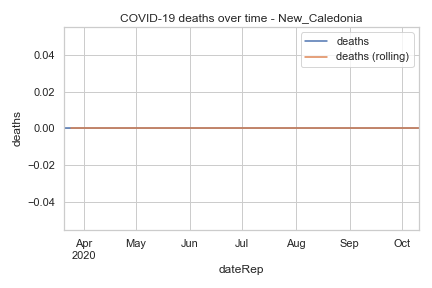 COVID-19 deaths over time - New_Caledonia
deaths
deaths (rolling)
0.04
0.02
0.00
−0.02
−0.04
deaths
Apr
2020
May
Jun
Jul
Aug
Sep
Oct
dateRep